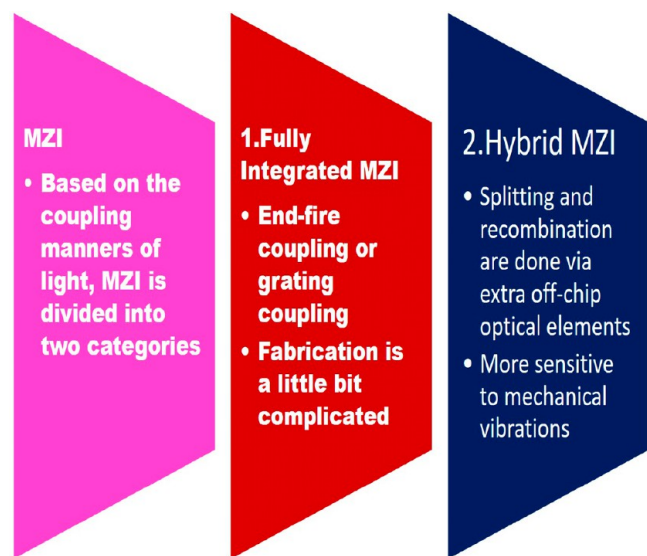 MZI
• Based on the
coupling
manners of
light, MZI is
divided into
two categories
1.Fully
Integrated MZI
• End-fire
coupling or
grating
coupling
• Fabrication is
a little bit
complicated
2.Hybrid MZI
• Splitting and
recombination
are done via
extra off-chip
optical elements
• More sensitive
to mechanical
vibrations